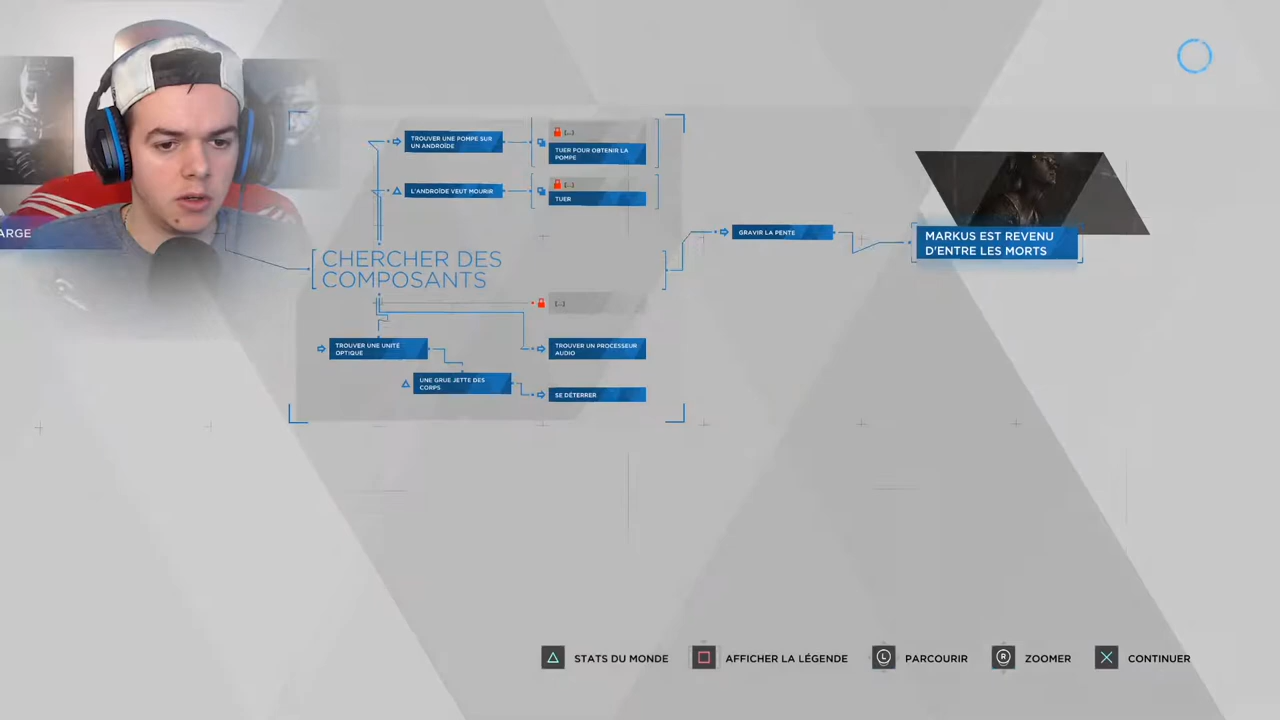 [...]
TROUVER UNE POMPE SUR
UN ANDROÏDE
TUER POUR OBTENIR LA
POMPE
[...]
L'ANDROÏDE VEUT MOURIR
TUER
ARGE
GRAVIR LA PENTE
MARKUS EST REVENU
D'ENTRE LES MORTS
CHERCHER DES
COMPOSANTS
[...]
TROUVER UNE UNITÉ
OPTIQUE
TROUVER UN PROCESSEUR
AUDIO
UNE GRUE JETTE DES
CORPS
SE DÉTERRER
STATS DU MONDE
AFFICHER LA LÉGENDE
L
PARCOURIR
R
ZOOMER
CONTINUER